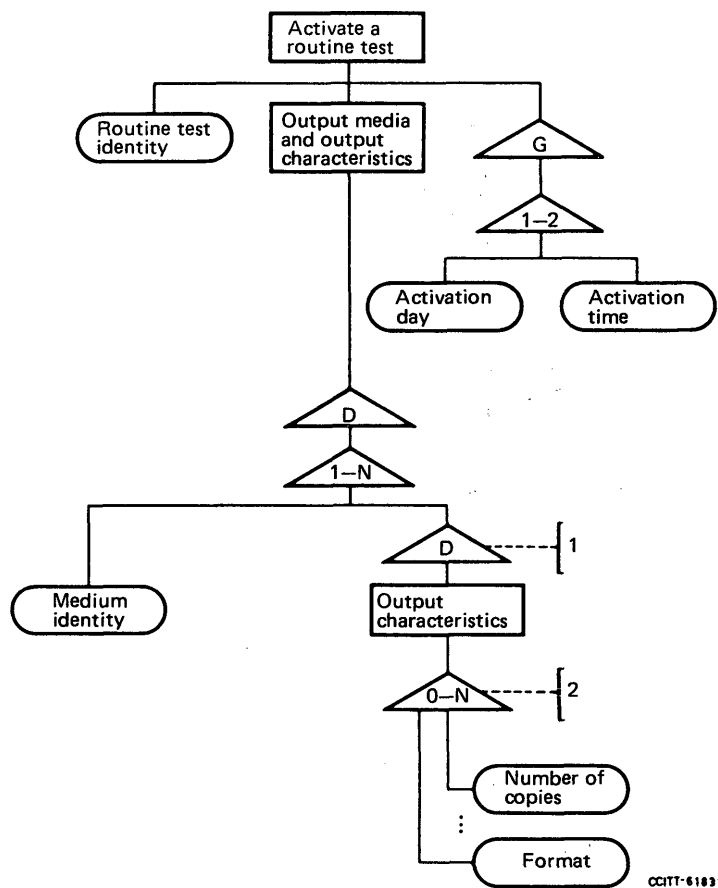 Activate a
routine test
Routine test
identity
Output media
and output
characteristics
G
1–2
Activation
day
Activation
time
D
1–N
D
1
Medium
identity
Output
characteristics
0–N
2
Number of
copies
⋮
Format
CCITT-6183